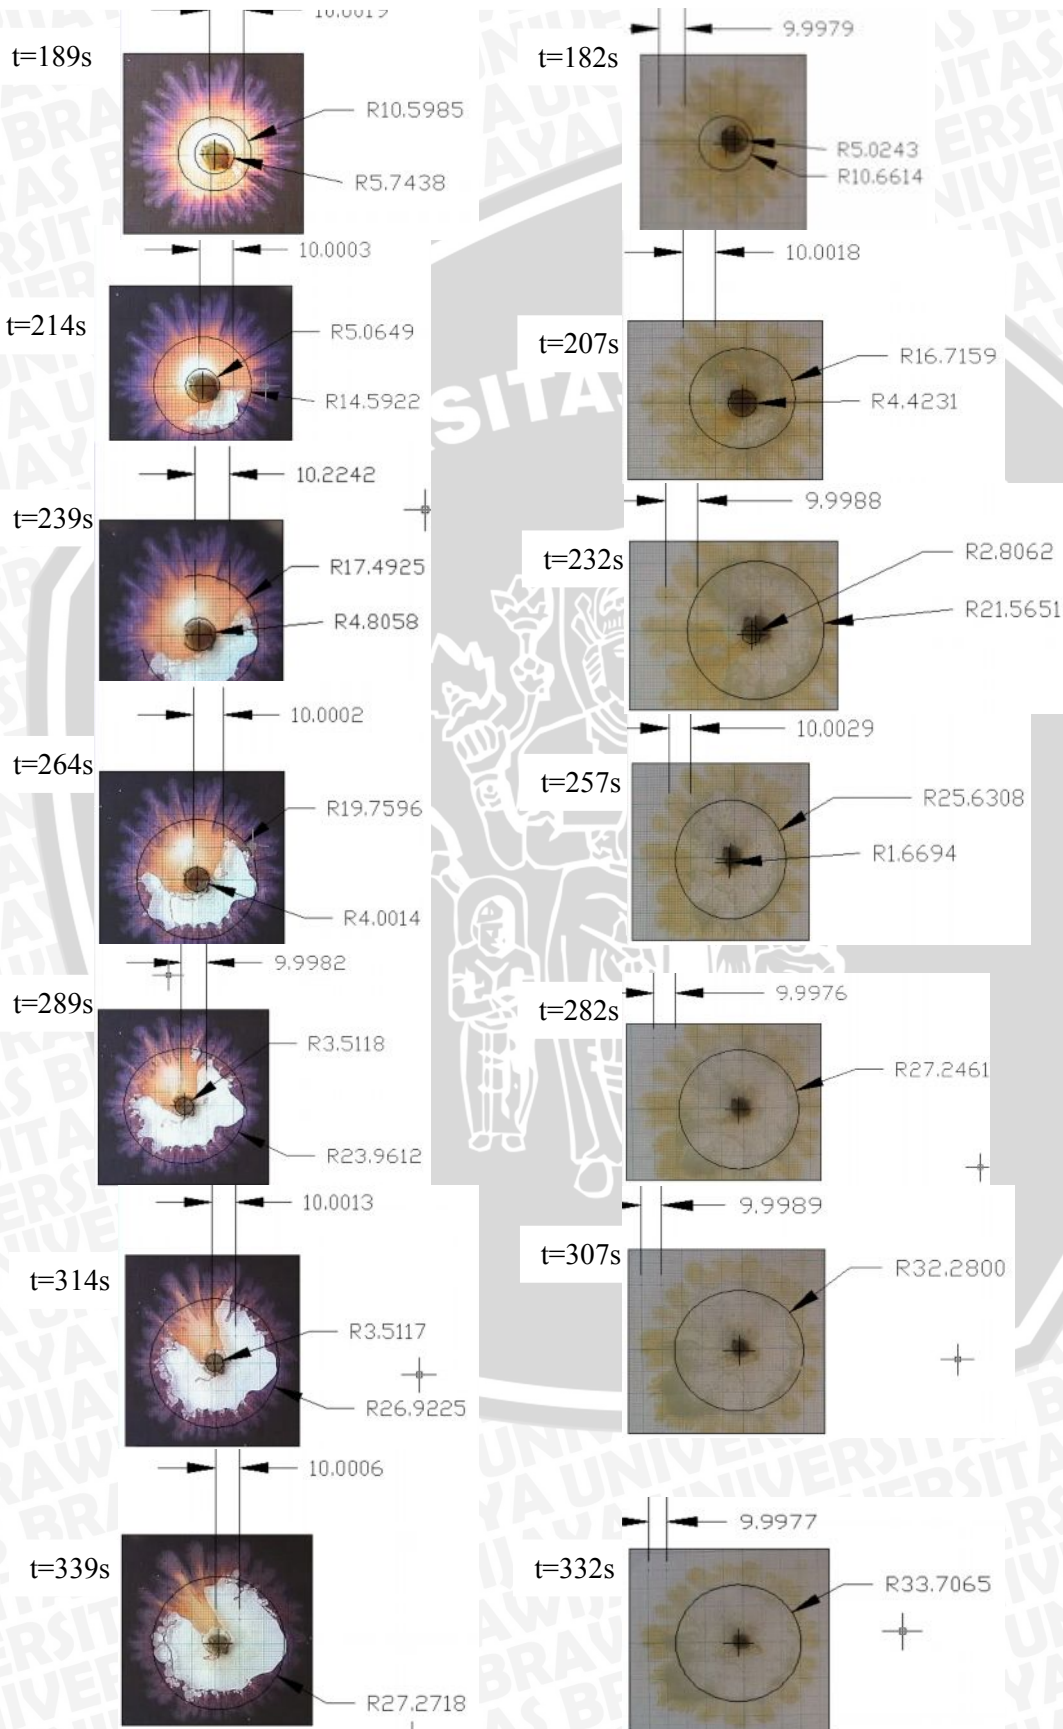 10.0019
t=189s
R10.5985
R5.7438
10.0003
t=214s
R5.0649
R14.5922
10.2242
t=239s
R17.4925
R4.8058
10.0002
t=264s
R19.7596
R4.0014
9.9982
t=289s
R3.5118
R23.9612
10.0013
t=314s
R3.5117
R26.9225
10.0006
t=339s
R27.2718
9.9979
t=182s
R5.0243
R10.6614
10.0018
t=207s
R16.7159
R4.4231
9.9988
t=232s
R2.8062
R21.5651
10.0029
t=257s
R25.6308
R1.6694
9.9976
t=282s
R27.2461
9.9989
t=307s
R32.2800
9.9977
t=332s
R33.7065